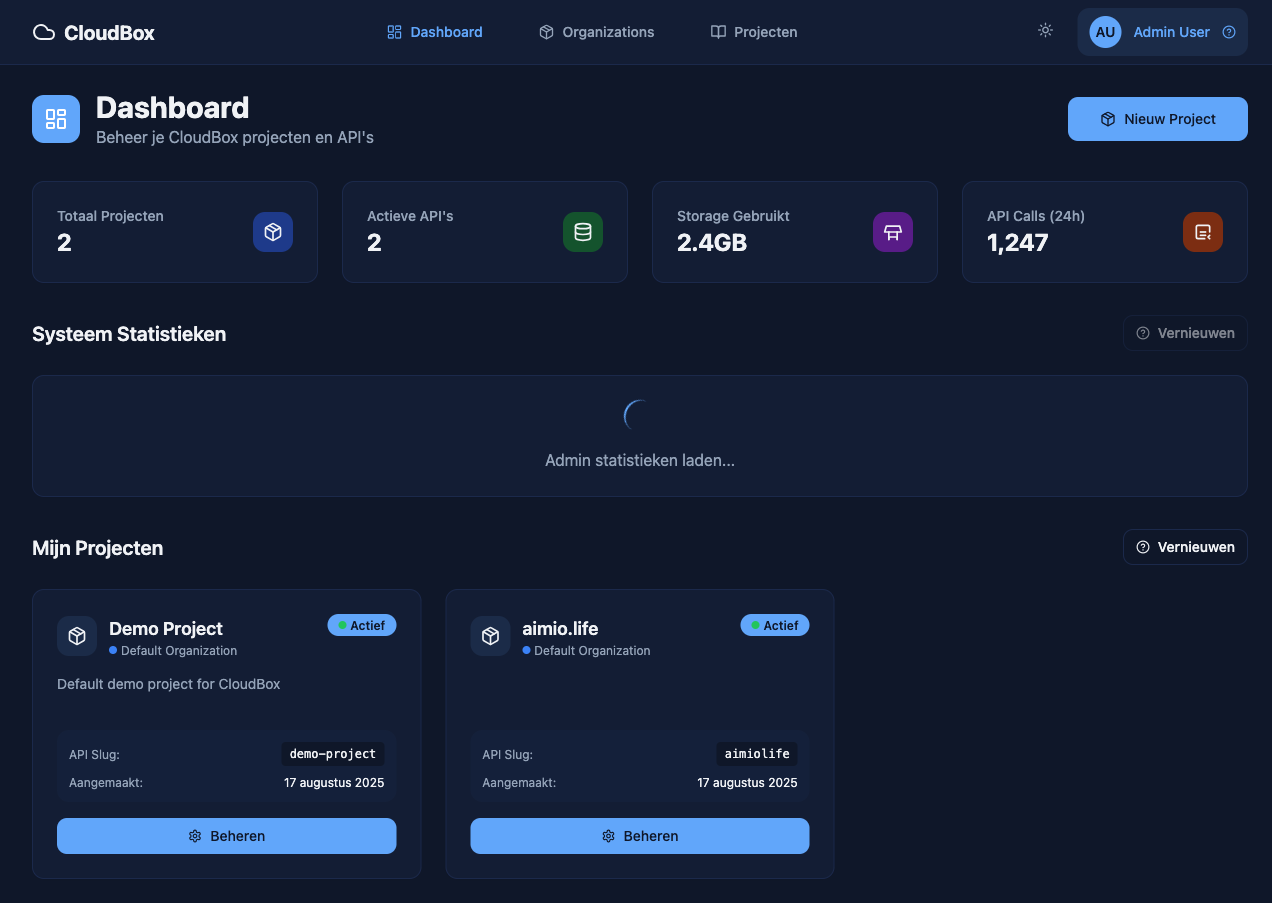 CloudBox
Dashboard
Organizations
Projecten
AU
Admin User
Dashboard
Beheer je CloudBox projecten en API's
Nieuw Project
Totaal Projecten
2
Actieve API's
2
Storage Gebruikt
2.4GB
API Calls (24h)
1,247
Systeem Statistieken
Vernieuwen
Admin statistieken laden...
Mijn Projecten
Vernieuwen
Demo Project
Actief
Default Organization
Default demo project for CloudBox
API Slug:
demo-project
Aangemaakt:
17 augustus 2025
Beheren
aimio.life
Actief
Default Organization
API Slug:
aimiolife
Aangemaakt:
17 augustus 2025
Beheren